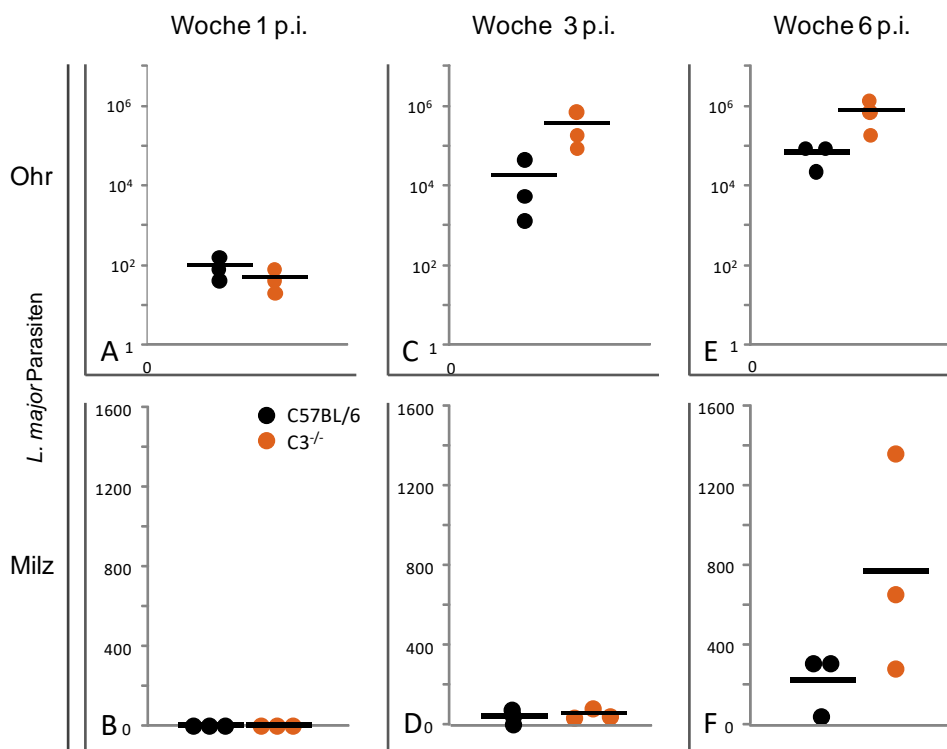 Woche 1 p.i.
Woche 3 p.i.
Woche 6 p.i.
L. major Parasiten
Ohr
10⁶
10⁴
10²
1
0
A
10⁶
10⁴
10²
1
0
C
10⁶
10⁴
10²
1
0
E
Milz
1600
1200
800
400
0
B
C57BL/6
C3-/-
1600
1200
800
400
0
D
1600
1200
800
400
0
F